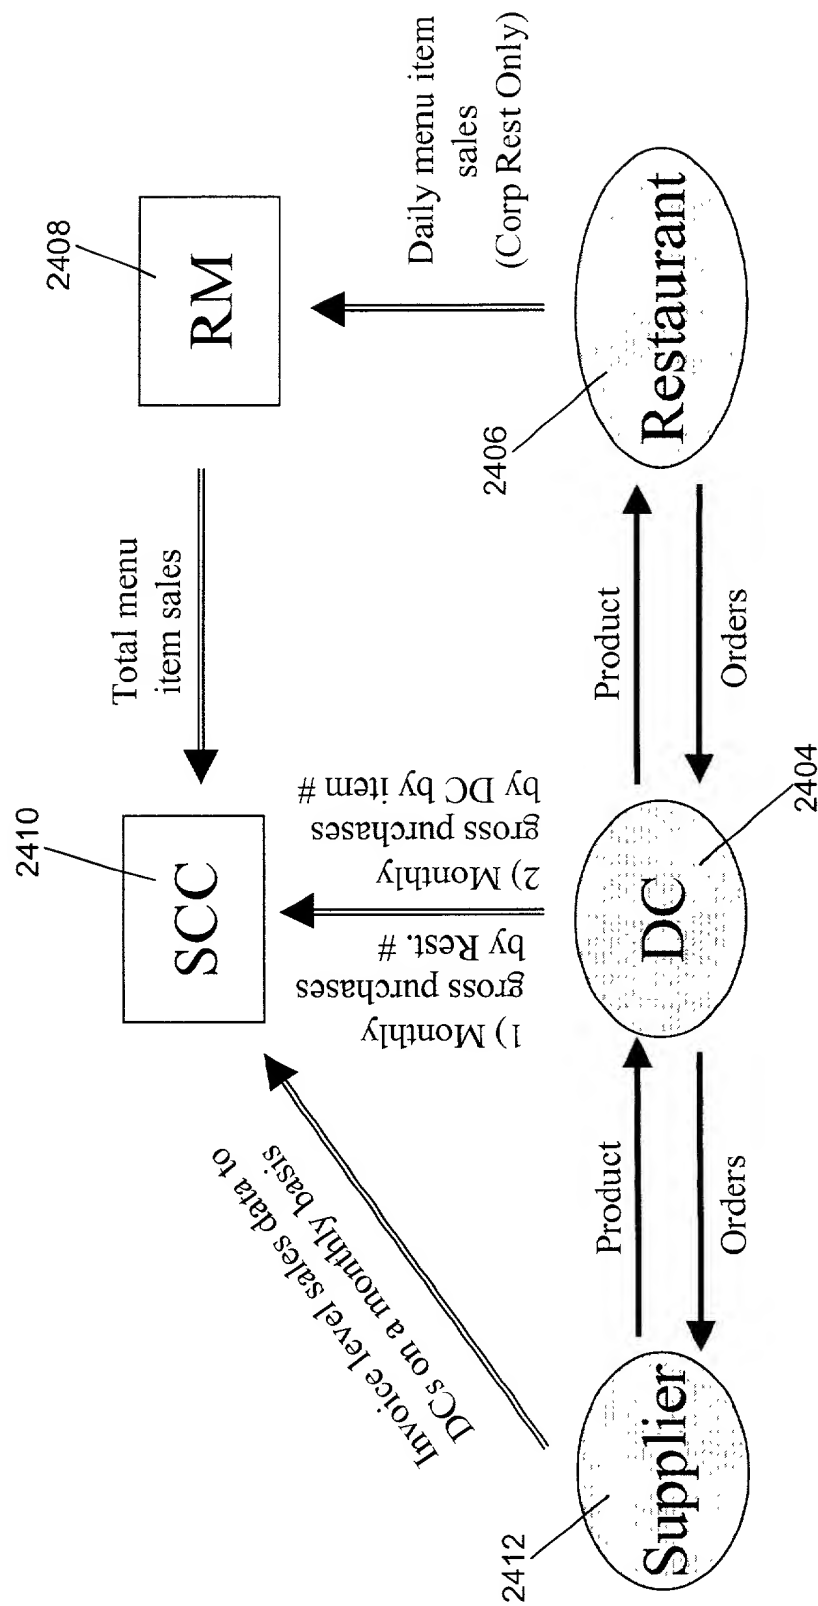 2410
2408
SCC
RM
Total menu
item sales
Invoice level sales data to
DCs on a monthly basis
1) Monthly
gross purchases
by Rest. #
2) Monthly
gross purchases
by DC by item #
Daily menu item
sales
(Corp Rest Only)
2412
2404
2406
Supplier
Product
Orders
DC
Product
Orders
Restaurant